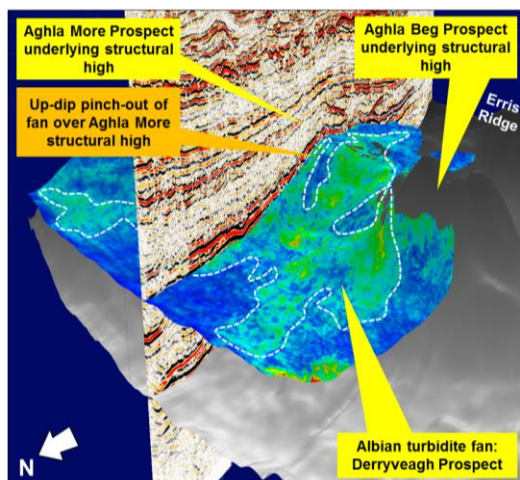 Aghla More Prospect
underlying structural
high
Aghla Beg Prospect
underlying structural
high
Up-dip pinch-out of
fan over Aghla More
structural high
Erris
Ridge
Albian turbidite fan:
Derryveagh Prospect
N